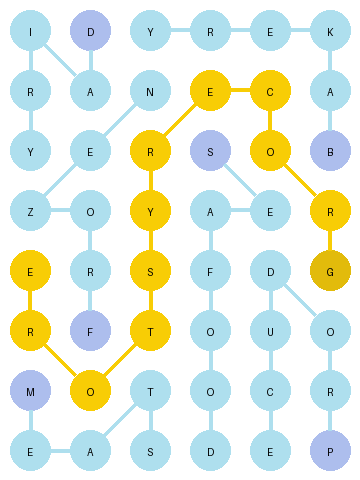 I D Y R E K
R A N E C A
Y E R S O B
Z O Y A E R
E R S F D G
R F T O U O
M O T O C R
E A S D E P